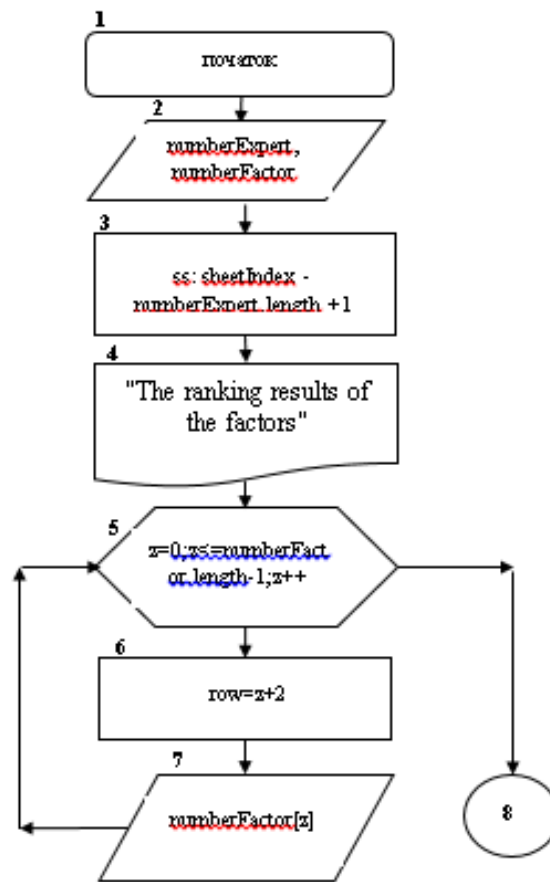 1
початок
2
numberExpert,
numberFactor
3
ss: sheetIndex -
numberExpert.length +1
4
"The ranking results of
the factors"
5
z=0;z<=numberFact
or.length-1;z++
6
row=z+2
7
numberFactor[z]
8